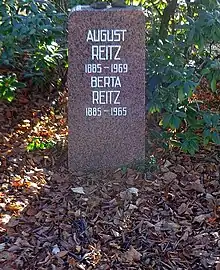 AUGUST
REITZ
1885 – 1969
BERTA
REITZ
1885 – 1965